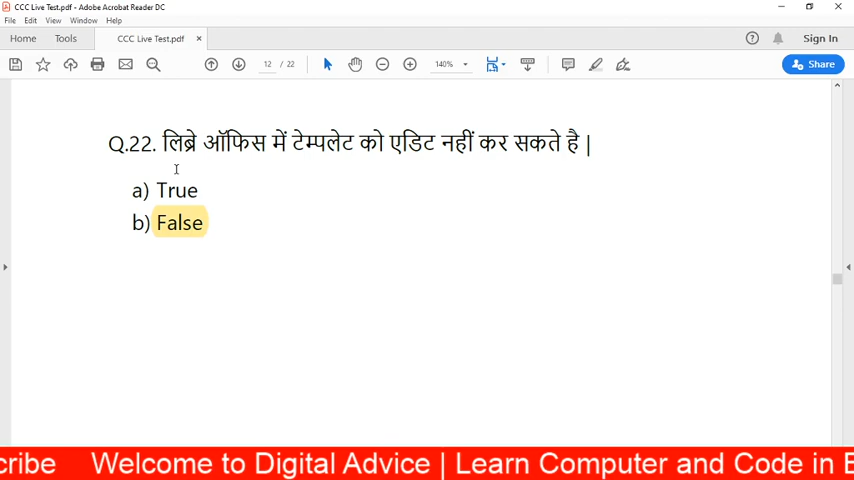 CCC Live Test.pdf - Adobe Acrobat Reader DC
File Edit View Window Help
Home Tools CCC Live Test.pdf × Sign In
12 / 22 140% Share
Q.22. लिब्रे ऑफिस में टेम्पलेट को एडिट नहीं कर सकते है |
a) True
b) False
cribe Welcome to Digital Advice | Learn Computer and Code in E